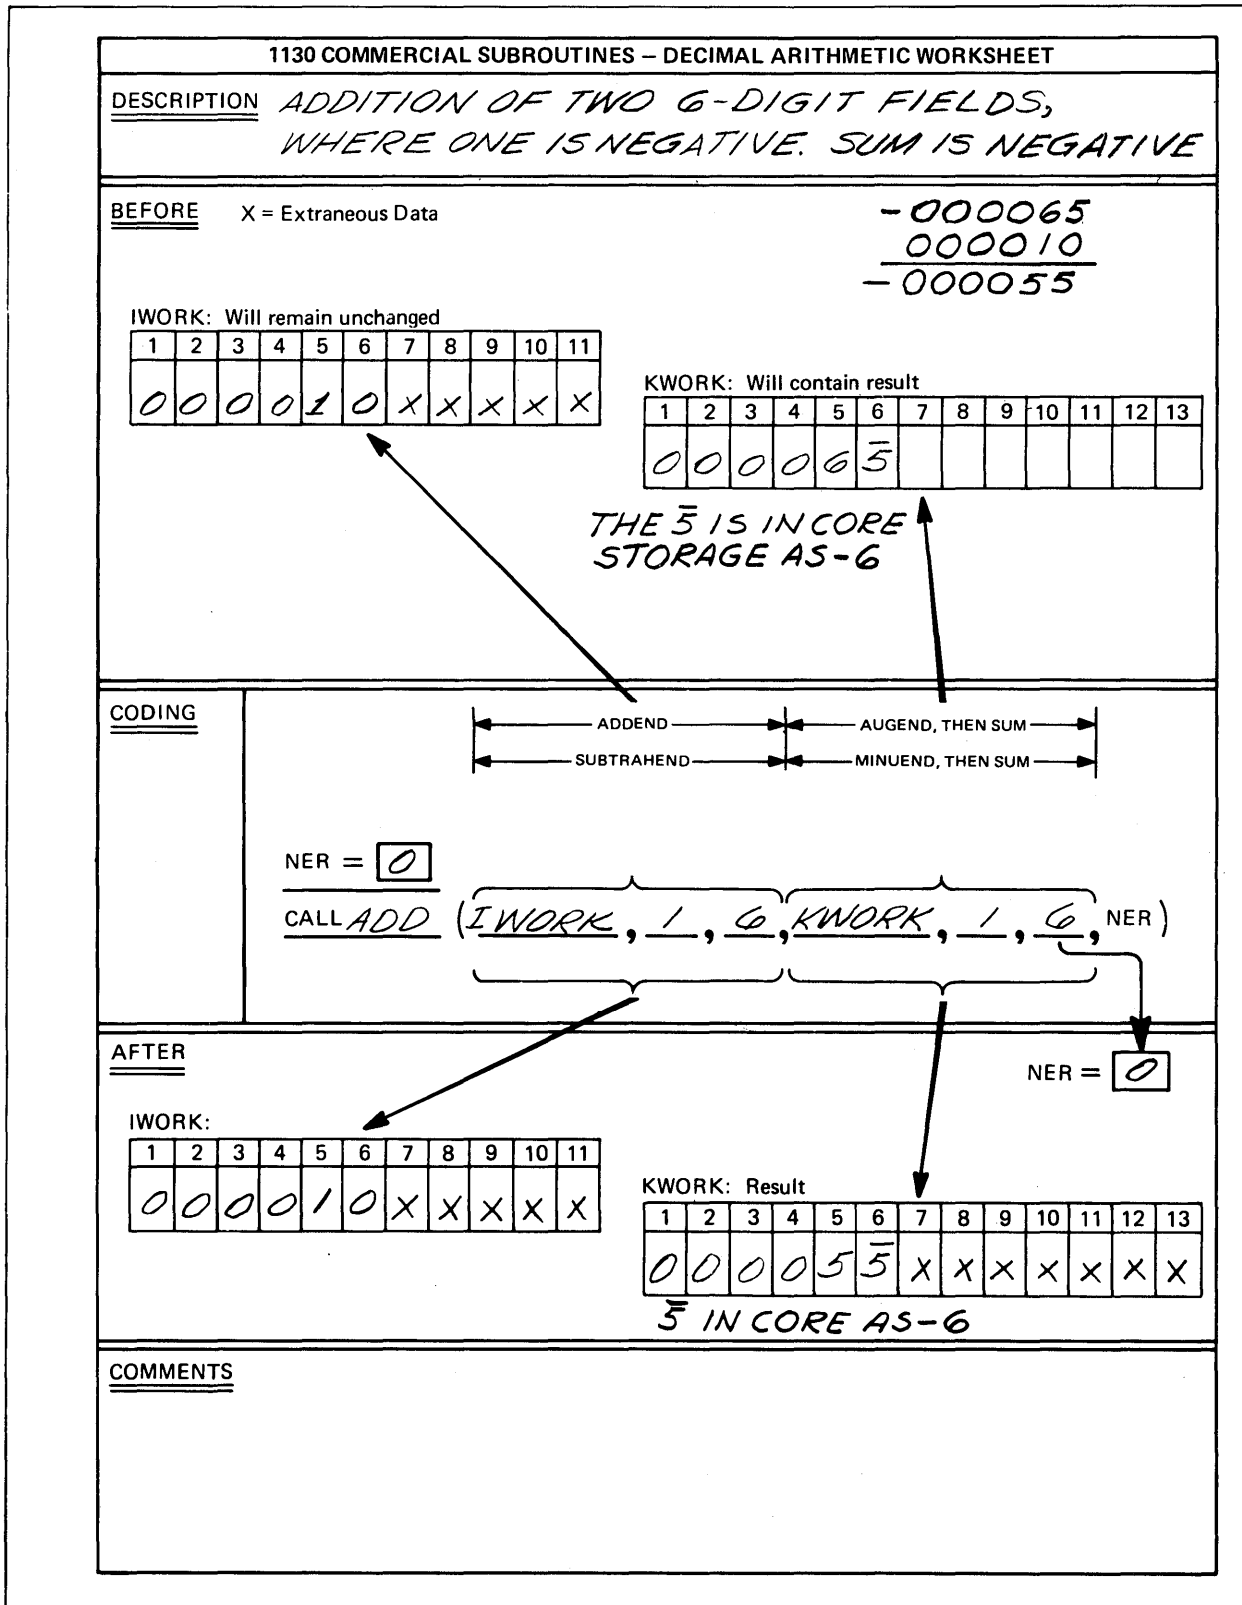 1130 COMMERCIAL SUBROUTINES – DECIMAL ARITHMETIC WORKSHEET
DESCRIPTION ADDITION OF TWO 6-DIGIT FIELDS,
WHERE ONE IS NEGATIVE. SUM IS NEGATIVE
BEFORE X = Extraneous Data
-000065
000010
-000055
IWORK: Will remain unchanged
1 2 3 4 5 6 7 8 9 10 11
0 0 0 0 1 0 X X X X X
KWORK: Will contain result
1 2 3 4 5 6 7 8 9 10 11 12 13
0 0 0 0 6 5̅
THE 5̅ IS IN CORE
STORAGE AS -6
CODING
ADDEND AUGEND, THEN SUM
SUBTRAHEND MINUEND, THEN SUM
NER = 0
CALL ADD (IWORK, 1, 6, KWORK, 1, 6, NER)
AFTER
NER = 0
IWORK:
1 2 3 4 5 6 7 8 9 10 11
0 0 0 0 1 0 X X X X X
KWORK: Result
1 2 3 4 5 6 7 8 9 10 11 12 13
0 0 0 0 5 5̅ X X X X X X X
5̅ IN CORE AS -6
COMMENTS